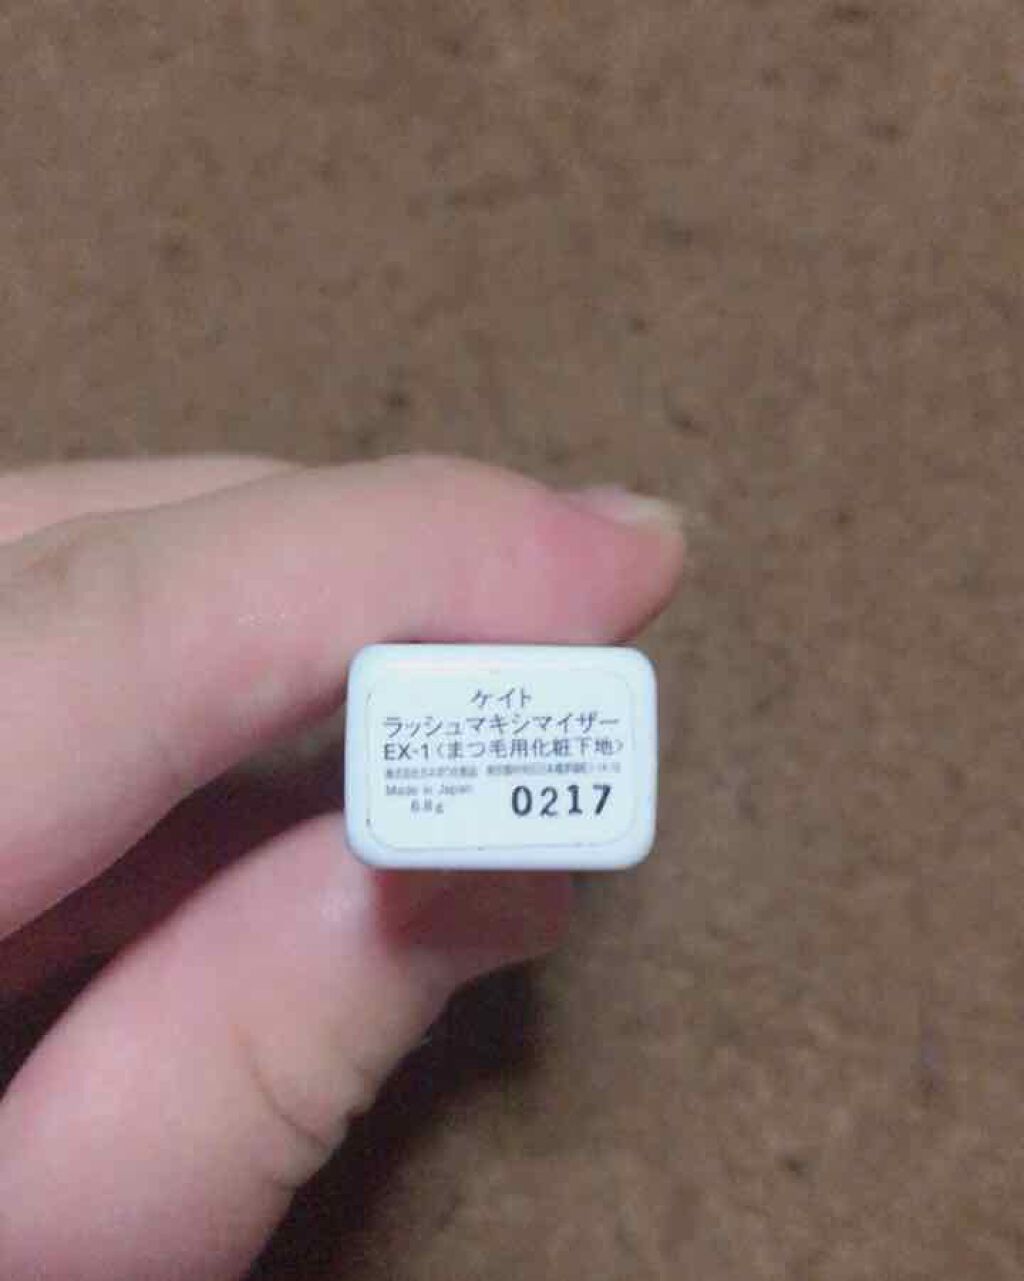 ケイト
ラッシュマキシマイザー
EX-1〈まつ毛用化粧下地〉
Made in Japan
6.8g
0217